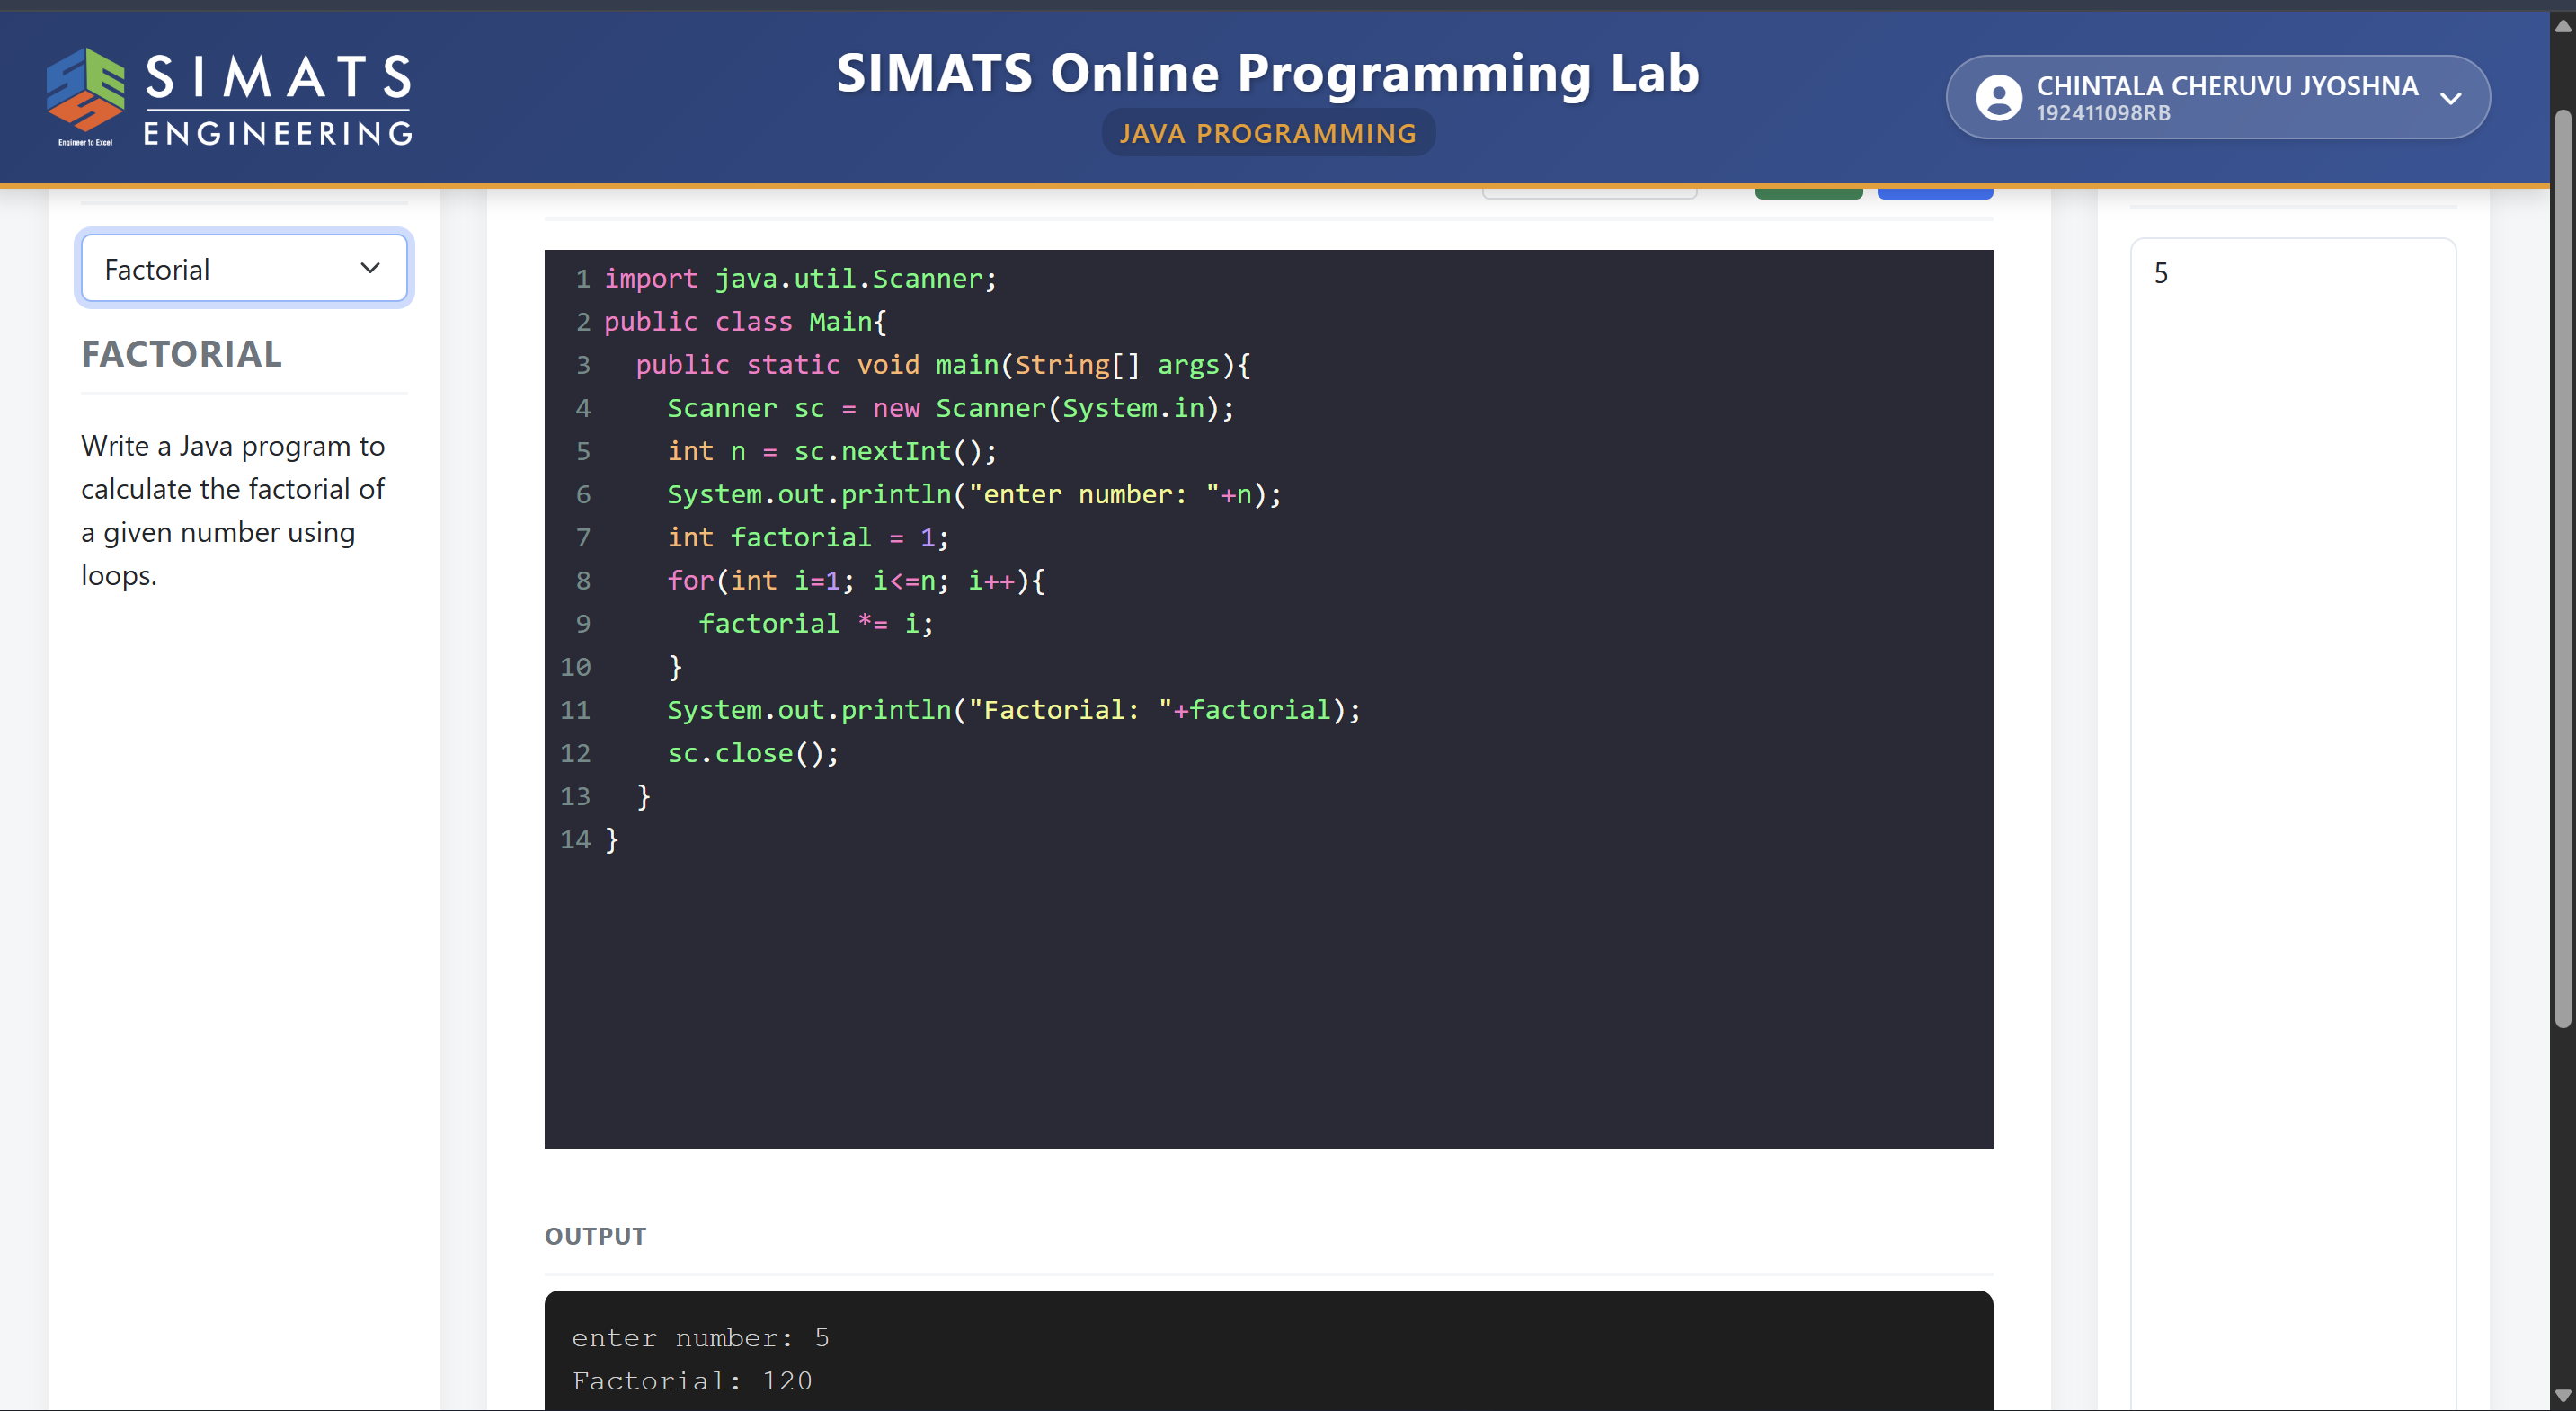 SIMATS
ENGINEERING
Engineer to Excel
SIMATS Online Programming Lab
JAVA PROGRAMMING
CHINTALA CHERUVU JYOSHNA
192411098RB
Factorial
FACTORIAL
Write a Java program to
calculate the factorial of
a given number using
loops.
1 import java.util.Scanner;
2 public class Main{
3   public static void main(String[] args){
4     Scanner sc = new Scanner(System.in);
5     int n = sc.nextInt();
6     System.out.println("enter number: "+n);
7     int factorial = 1;
8     for(int i=1; i<=n; i++){
9       factorial *= i;
10     }
11     System.out.println("Factorial: "+factorial);
12     sc.close();
13   }
14 }
OUTPUT
enter number: 5
Factorial: 120
5